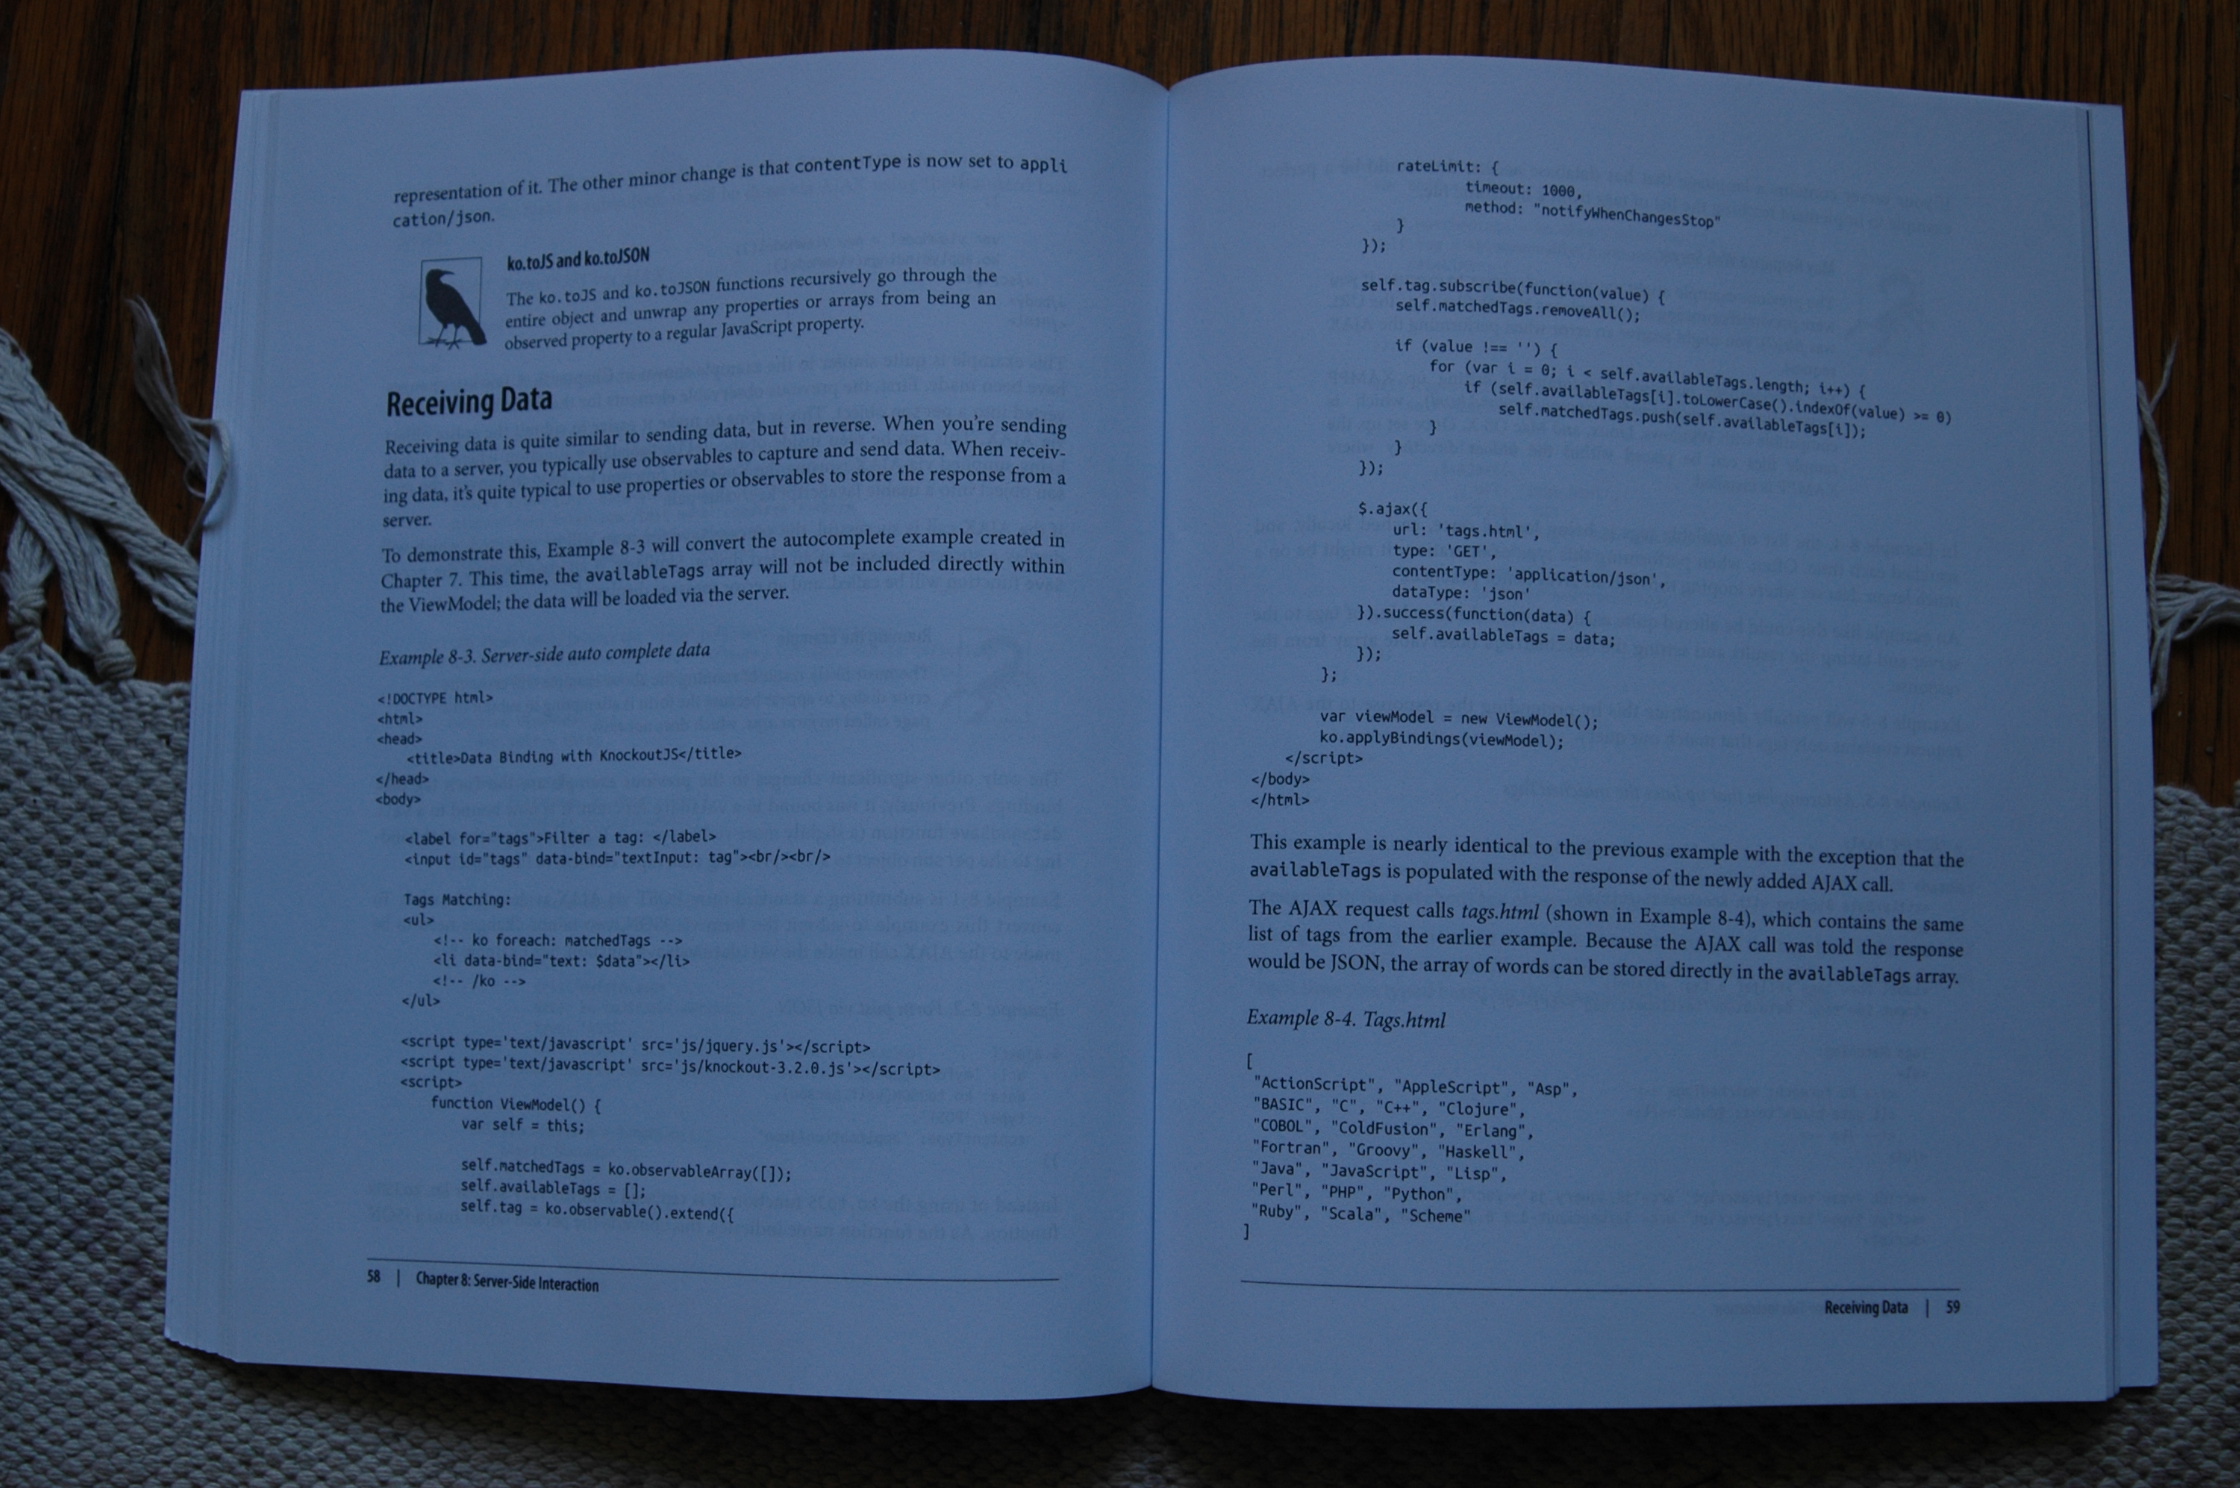 representation of it. The other minor change is that contentType is now set to appli
cation/json.
ko.toJS and ko.toJSON
The ko.toJS and ko.toJSON functions recursively go through the
entire object and unwrap any properties or arrays from being an
observed property to a regular JavaScript property.
Receiving Data
Receiving data is quite similar to sending data, but in reverse. When you're sending
data to a server, you typically use observables to capture and send data. When receiv-
ing data, it's quite typical to use properties or observables to store the response from a
server.
To demonstrate this, Example 8-3 will convert the autocomplete example created in
Chapter 7. This time, the availableTags array will not be included directly within
the ViewModel; the data will be loaded via the server.
Example 8-3. Server-side auto complete data
<!DOCTYPE html>
<html>
<head>
<title>Data Binding with KnockoutJS</title>
</head>
<body>
<label for="tags">Filter a tag: </label>
<input id="tags" data-bind="textInput: tag"><br/><br/>
Tags Matching:
<ul>
<!-- ko foreach: matchedTags -->
<li data-bind="text: $data"></li>
<!-- /ko -->
</ul>
<script type='text/javascript' src='js/jquery.js'></script>
<script type='text/javascript' src='js/knockout-3.2.0.js'></script>
<script>
function ViewModel() {
var self = this;
self.matchedTags = ko.observableArray([]);
self.availableTags = [];
self.tag = ko.observable().extend({
58 | Chapter 8: Server-Side Interaction
rateLimit: {
timeout: 1000,
method: "notifyWhenChangesStop"
}
});
self.tag.subscribe(function(value) {
self.matchedTags.removeAll();
if (value !== '') {
for (var i = 0; i < self.availableTags.length; i++) {
if (self.availableTags[i].toLowerCase().indexOf(value) >= 0)
self.matchedTags.push(self.availableTags[i]);
}
}
});
$.ajax({
url: 'tags.html',
type: 'GET',
contentType: 'application/json',
dataType: 'json'
}).success(function(data) {
self.availableTags = data;
});
};
var viewModel = new ViewModel();
ko.applyBindings(viewModel);
</script>
</body>
</html>
This example is nearly identical to the previous example with the exception that the
availableTags is populated with the response of the newly added AJAX call.
The AJAX request calls tags.html (shown in Example 8-4), which contains the same
list of tags from the earlier example. Because the AJAX call was told the response
would be JSON, the array of words can be stored directly in the availableTags array.
Example 8-4. Tags.html
[
"ActionScript", "AppleScript", "Asp",
"BASIC", "C", "C++", "Clojure",
"COBOL", "ColdFusion", "Erlang",
"Fortran", "Groovy", "Haskell",
"Java", "JavaScript", "Lisp",
"Perl", "PHP", "Python",
"Ruby", "Scala", "Scheme"
]
Receiving Data | 59